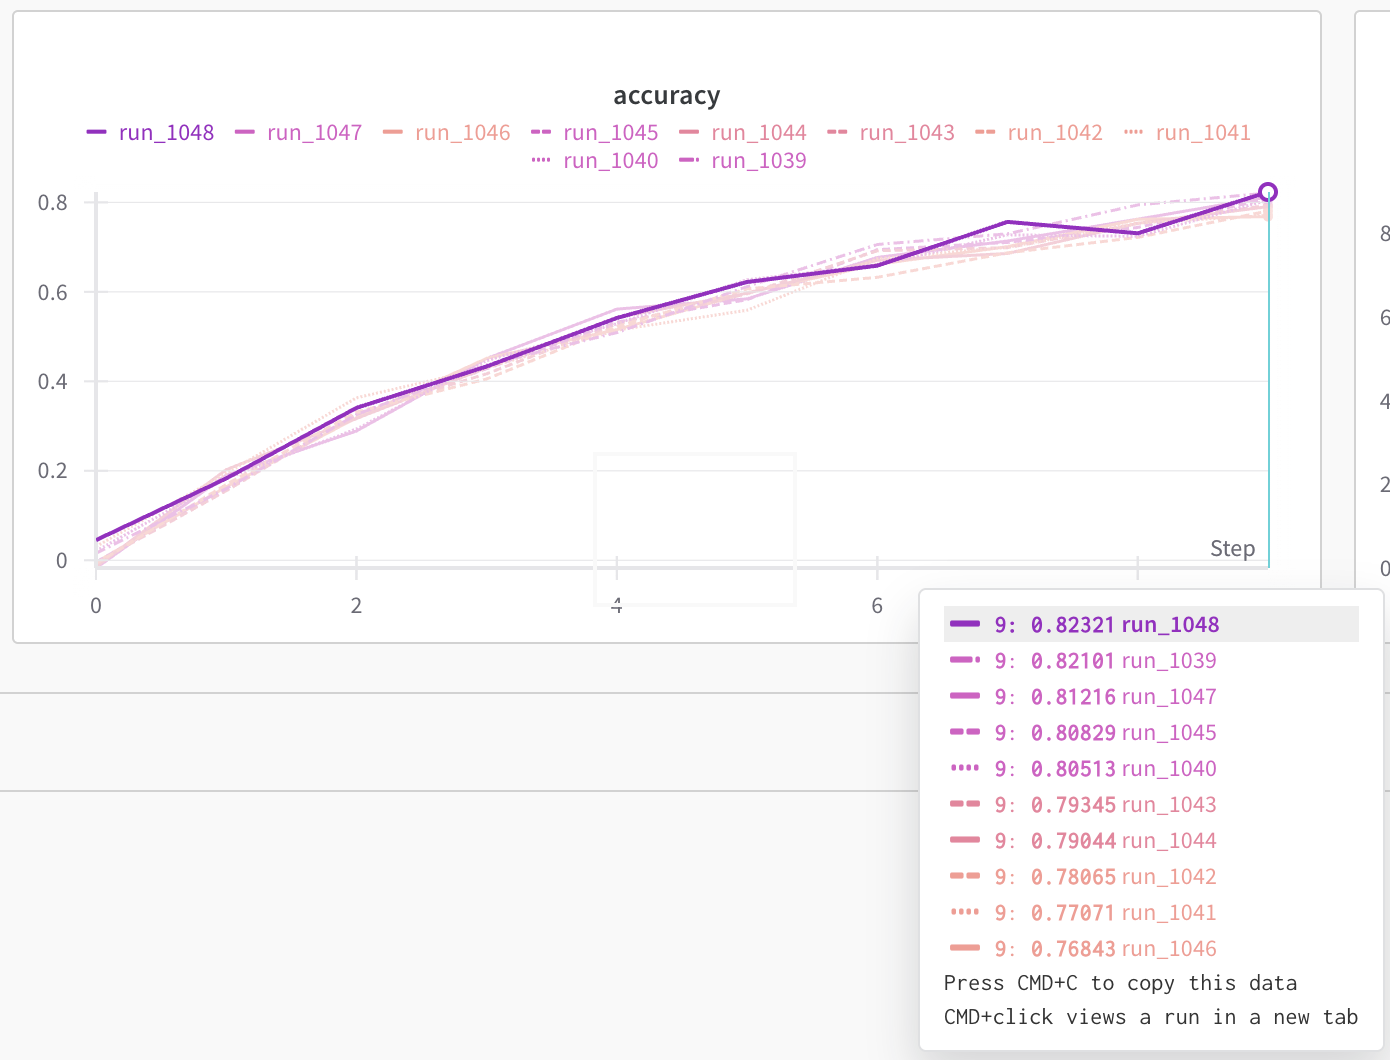 accuracy
run_1048 run_1047 run_1046 run_1045 run_1044 run_1043 run_1042 run_1041
run_1040 run_1039
0.8
0.6
0.4
0.2
0
Step
0 2 4 6
8
6
4
2
0
9: 0.82321 run_1048
9: 0.82101 run_1039
9: 0.81216 run_1047
9: 0.80829 run_1045
9: 0.80513 run_1040
9: 0.79345 run_1043
9: 0.79044 run_1044
9: 0.78065 run_1042
9: 0.77071 run_1041
9: 0.76843 run_1046
Press CMD+C to copy this data
CMD+click views a run in a new tab